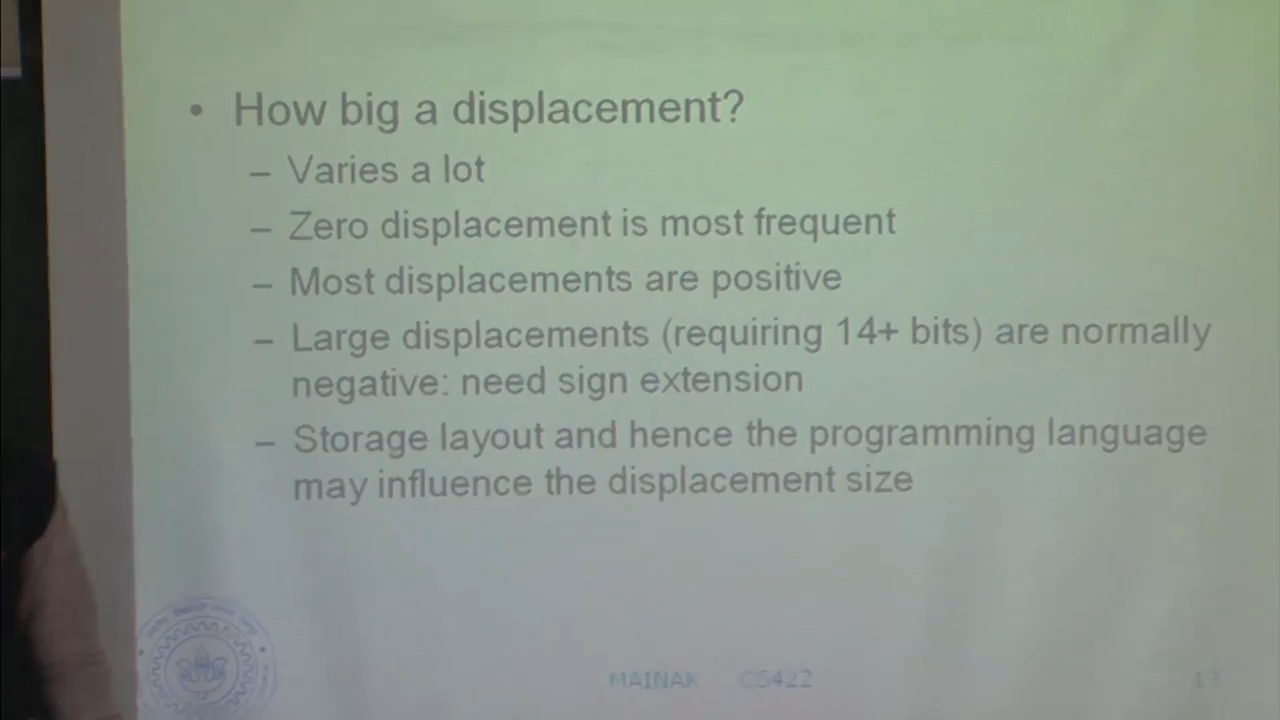 • How big a displacement?
– Varies a lot
– Zero displacement is most frequent
– Most displacements are positive
– Large displacements (requiring 14+ bits) are normally
negative: need sign extension
– Storage layout and hence the programming language
may influence the displacement size
MAINAK CS422